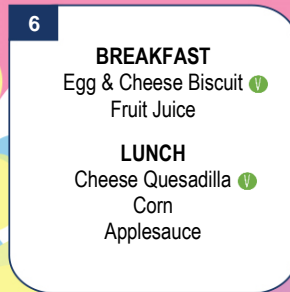 6
BREAKFAST
Egg & Cheese Biscuit V
Fruit Juice
LUNCH
Cheese Quesadilla V
Corn
Applesauce